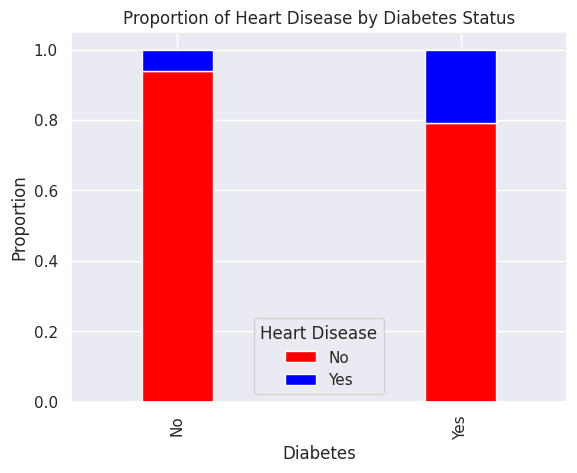 Proportion of Heart Disease by Diabetes Status
Proportion
1.0
0.8
0.6
0.4
0.2
0.0
Heart Disease
No
Yes
No
Yes
Diabetes